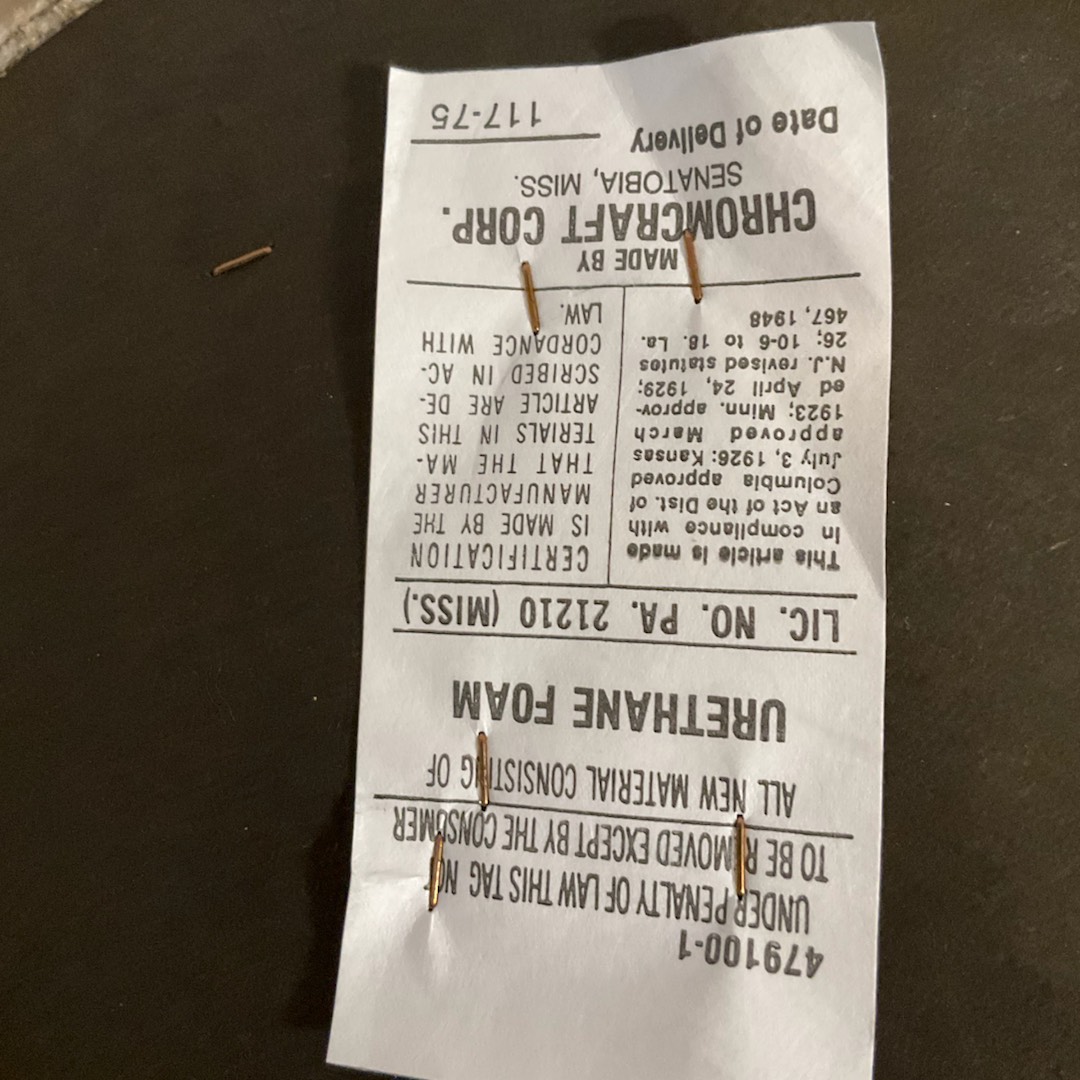 479100-1
UNDER PENALTY OF LAW THIS TAG NOT
TO BE REMOVED EXCEPT BY THE CONSUMER
ALL NEW MATERIAL CONSISTING OF
URETHANE FOAM
LIC. NO. PA. 21210 (MISS.)
This article is made
In compliance with
an Act of the Dist. of
Columbia approved
July 3, 1926: Kansas
approved March
1923; Minn. approv-
ed April 24, 1929;
N.J. revised statutes
26; 10-6 to 18. La.
467, 1948
CERTIFICATION
IS MADE BY THE
MANUFACTURER
THAT THE MA-
TERIALS IN THIS
ARTICLE ARE DE-
SCRIBED IN AC-
CORDANCE WITH
LAW.
MADE BY
CHROMCRAFT CORP.
SENATOBIA, MISS.
Date of Delivery 117-75